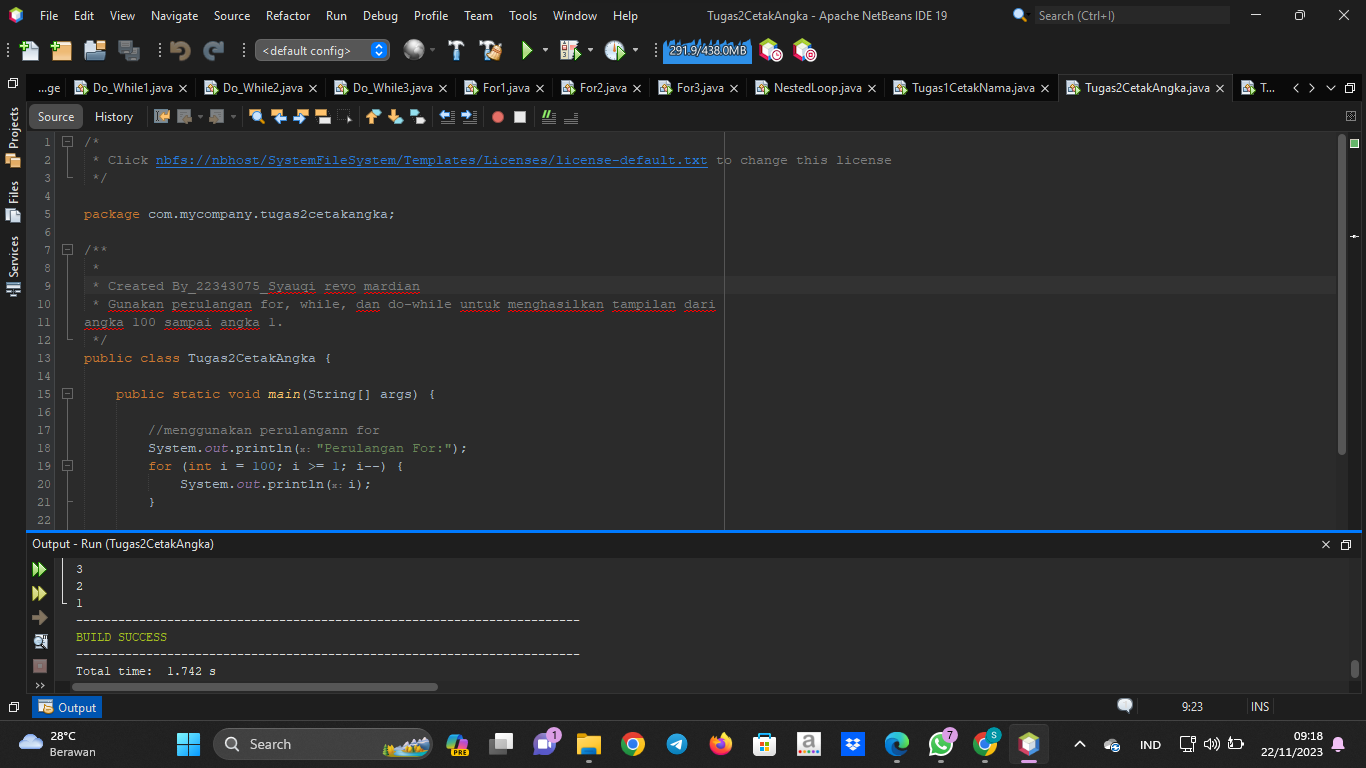 File Edit View Navigate Source Refactor Run Debug Profile Team Tools Window Help
Tugas2CetakAngka - Apache NetBeans IDE 19
Search (Ctrl+I)
<default config>
291.9/438.0MB
...ge Do_While1.java Do_While2.java Do_While3.java For1.java For2.java For3.java NestedLoop.java Tugas1CetakNama.java Tugas2CetakAngka.java T...
Source History
Projects
Files
Services
1 /*
2 * Click nbfs://nbhost/SystemFileSystem/Templates/Licenses/license-default.txt to change this license
3 */
4
5 package com.mycompany.tugas2cetakangka;
6
7 /**
8 *
9 * Created By_22343075_Syauqi revo mardian
10 * Gunakan perulangan for, while, dan do-while untuk menghasilkan tampilan dari
11 angka 100 sampai angka 1.
12 */
13 public class Tugas2CetakAngka {
14
15 public static void main(String[] args) {
16
17 //menggunakan perulangann for
18 System.out.println(x: "Perulangan For:");
19 for (int i = 100; i >= 1; i--) {
20 System.out.println(x: i);
21 }
22
Output - Run (Tugas2CetakAngka)
3
2
1
------------------------------------------------------------------------
BUILD SUCCESS
------------------------------------------------------------------------
Total time: 1.742 s
Output
9:23 INS
28°C
Berawan
Search
PRE
1
7
S
IND
09:18
22/11/2023